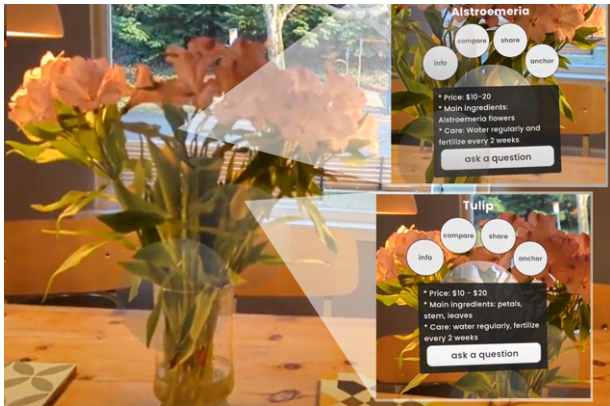 Alstroemeria
compare
share
info
anchor
* Price: $10-20
* Main ingredients:
Alstroemeria flowers
* Care: Water regularly and
fertilize every 2 weeks
ask a question
Tulip
compare
share
info
anchor
* Price: $10 - $20
* Main ingredients: petals,
stem, leaves
* Care: water regularly, fertilize
every 2 weeks
ask a question